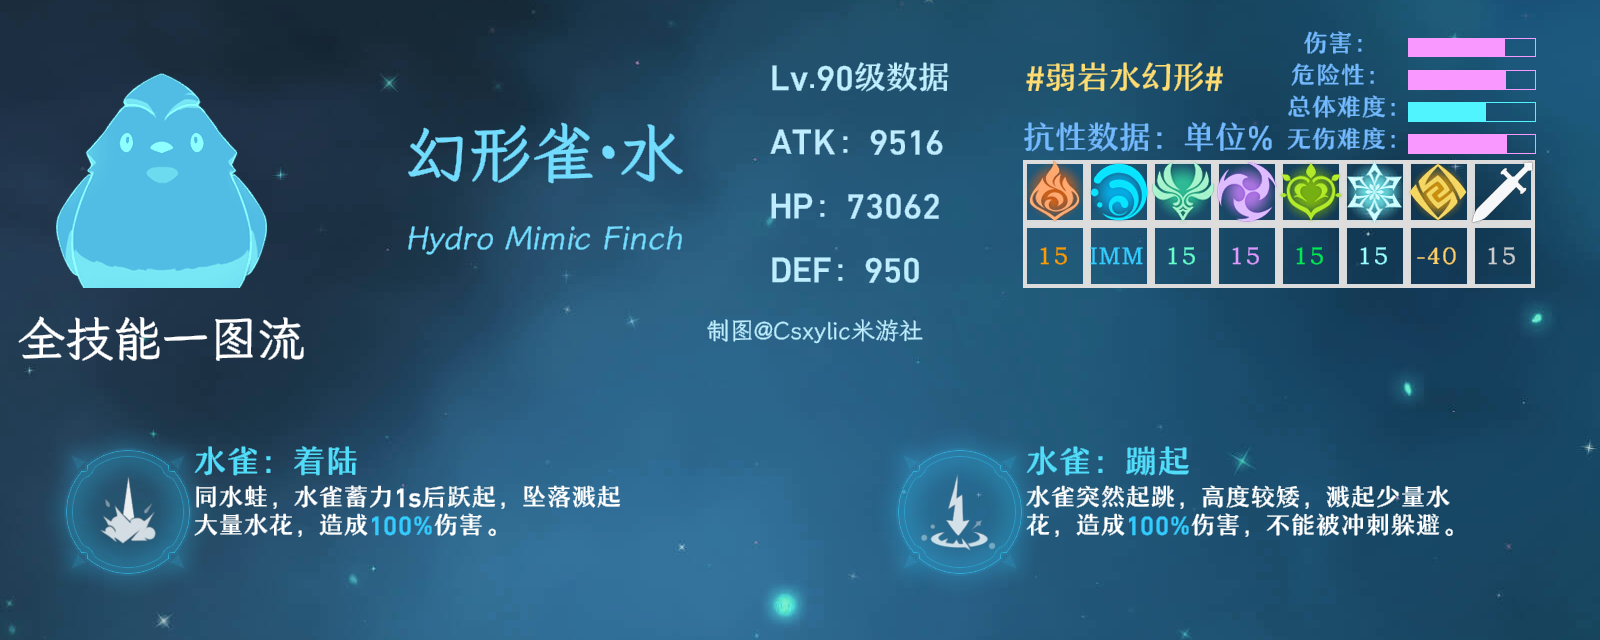 幻形雀·水
Hydro Mimic Finch
全技能一图流
Lv.90级数据
ATK：9516
HP：73062
DEF：950
制图@Csxylic米游社
#弱岩水幻形#
伤害：
危险性：
总体难度：
无伤难度：
抗性数据：单位%
15 IMM 15 15 15 15 -40 15
水雀：着陆
同水蛙，水雀蓄力1s后跃起，坠落溅起
大量水花，造成100%伤害。
水雀：蹦起
水雀突然起跳，高度较矮，溅起少量水
花，造成100%伤害，不能被冲刺躲避。